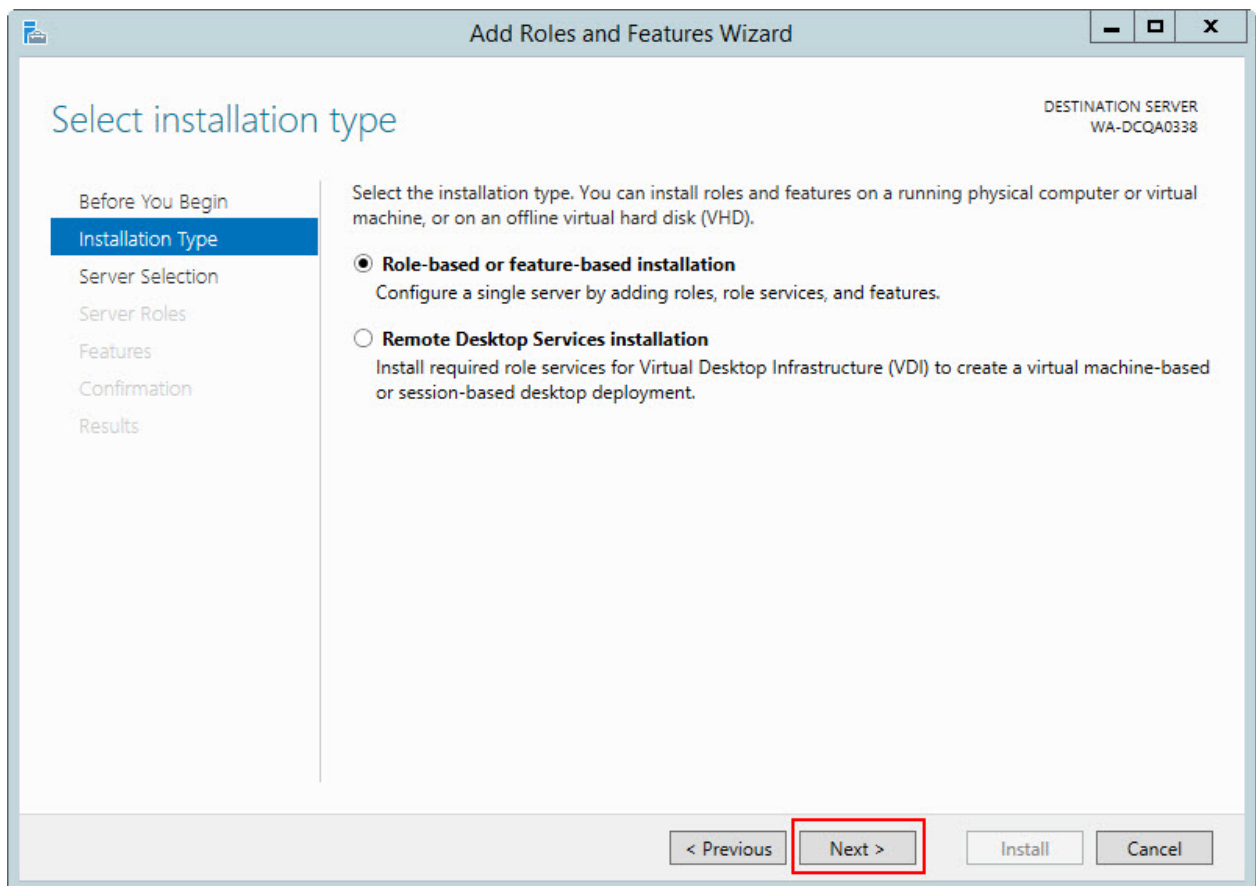 Add Roles and Features Wizard
Select installation type
DESTINATION SERVER
WA-DCQA0338
Before You Begin
Installation Type
Server Selection
Server Roles
Features
Confirmation
Results
Select the installation type. You can install roles and features on a running physical computer or virtual
machine, or on an offline virtual hard disk (VHD).
Role-based or feature-based installation
Configure a single server by adding roles, role services, and features.
Remote Desktop Services installation
Install required role services for Virtual Desktop Infrastructure (VDI) to create a virtual machine-based
or session-based desktop deployment.
< Previous
Next >
Install
Cancel